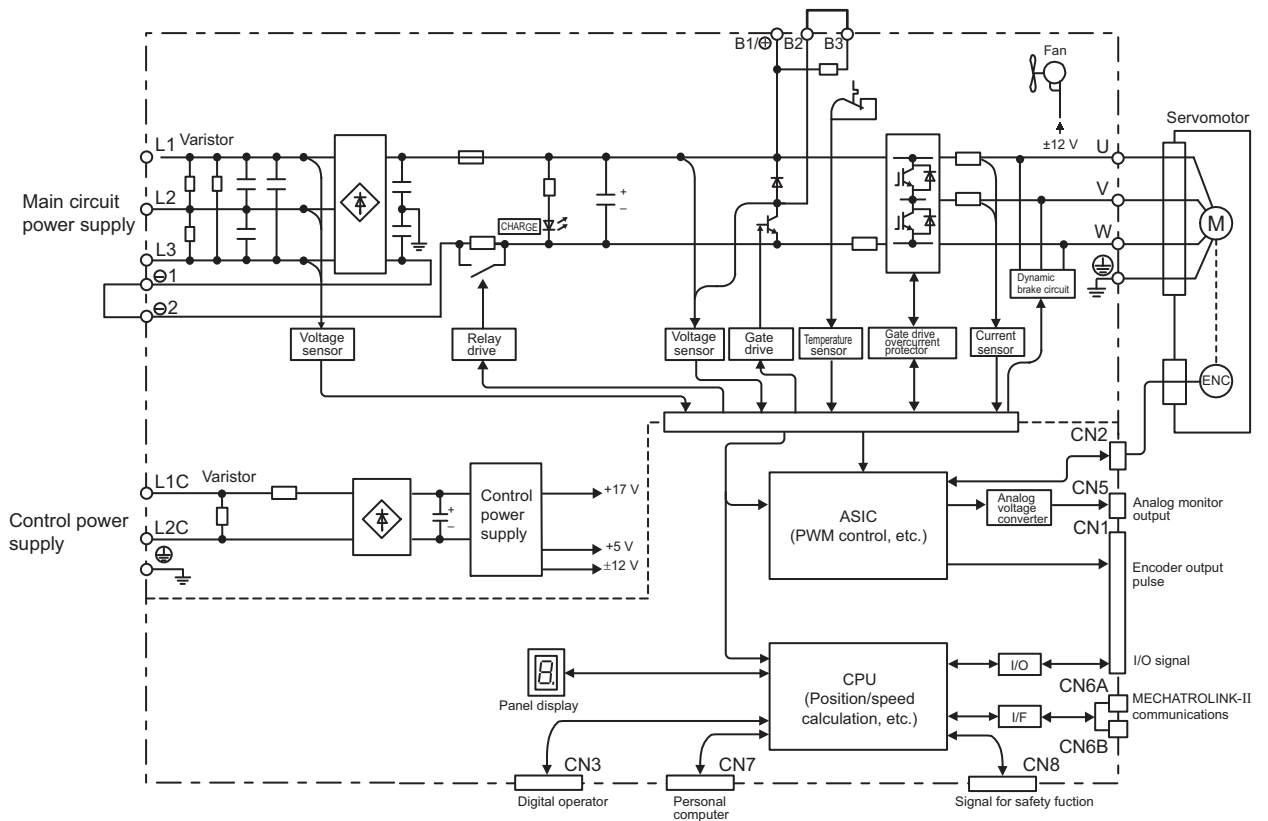 B1/⊕
B2
B3
Fan
±12 V
Servomotor
L1
Varistor
U
Main circuit
power supply
L2
V
CHARGE
+
–
W
M
L3
⊖1
⊖2
Dynamic
brake circuit
Voltage
sensor
Relay
drive
Voltage
sensor
Gate
drive
Temperature
sensor
Gate drive
overcurrent
protector
Current
sensor
ENC
CN2
L1C
Varistor
Control power
supply
L2C
+
–
Control
power
supply
+17 V
+5 V
±12 V
ASIC
(PWM control, etc.)
Analog
voltage
converter
CN5
Analog monitor
output
CN1
Encoder output
pulse
I/O
I/O signal
8.
Panel display
CPU
(Position/speed
calculation, etc.)
CN6A
MECHATROLINK-II
communications
I/F
CN6B
CN3
Digital operator
CN7
Personal
computer
CN8
Signal for safety fuction